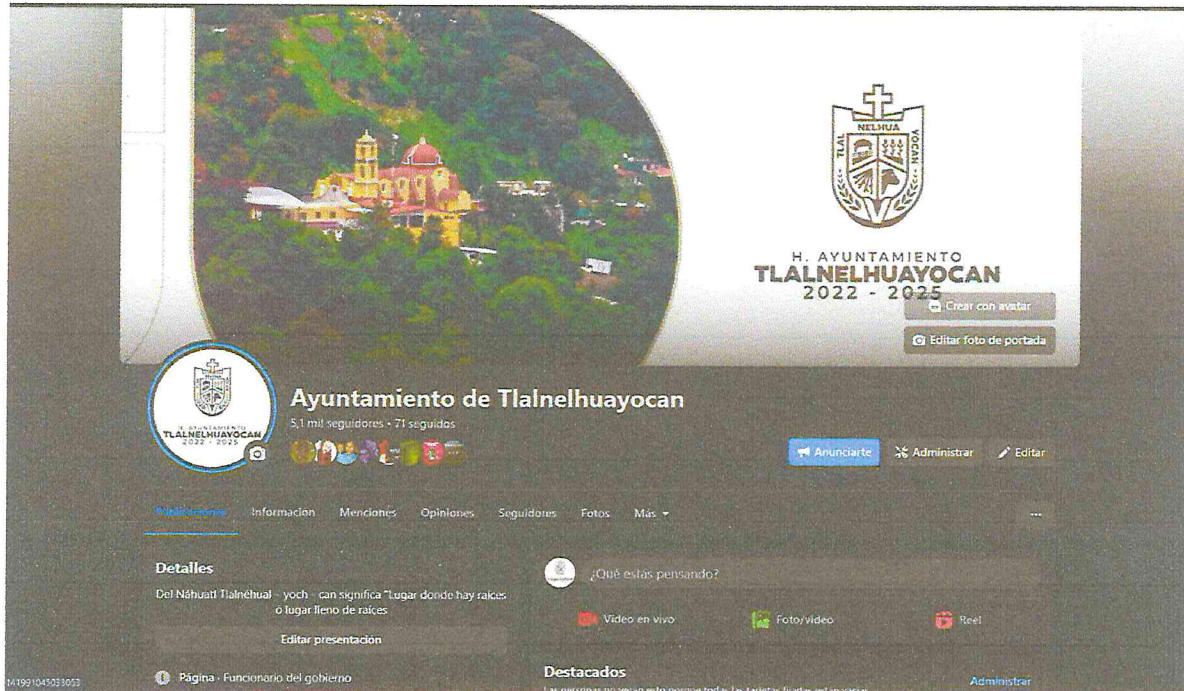 TLAL
NELHUA
YOCAN
H. AYUNTAMIENTO
TLALNELHUAYOCAN
2022 - 2025
Crear con avatar
Editar foto de portada
H. AYUNTAMIENTO
TLALNELHUAYOCAN
2022 - 2025
Ayuntamiento de Tlalnelhuayocan
5,1 mil seguidores • 71 seguidos
Anunciarte
Administrar
Editar
Publicaciones
Información
Menciones
Opiniones
Seguidores
Fotos
Más
Detalles
Del Náhuatl Tlalnéhual - yoch - can significa "Lugar donde hay raíces
ó lugar lleno de raíces
Editar presentación
Página · Funcionario del gobierno
¿Qué estás pensando?
Video en vivo
Foto/video
Reel
Destacados
Administrar